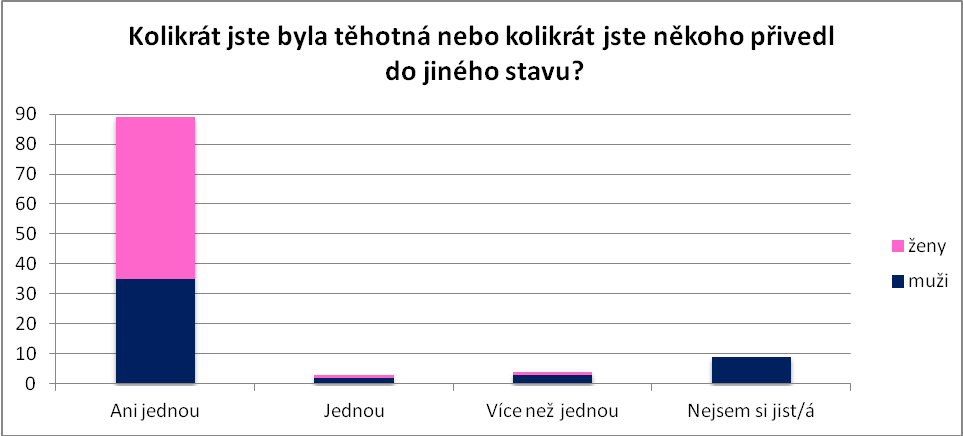 Kolikrát jste byla těhotná nebo kolikrát jste někoho přivedl
do jiného stavu?
90
80
70
60
50
40
30
20
10
0
Ani jednou
Jednou
Více než jednou
Nejsem si jist/á
ženy
muži